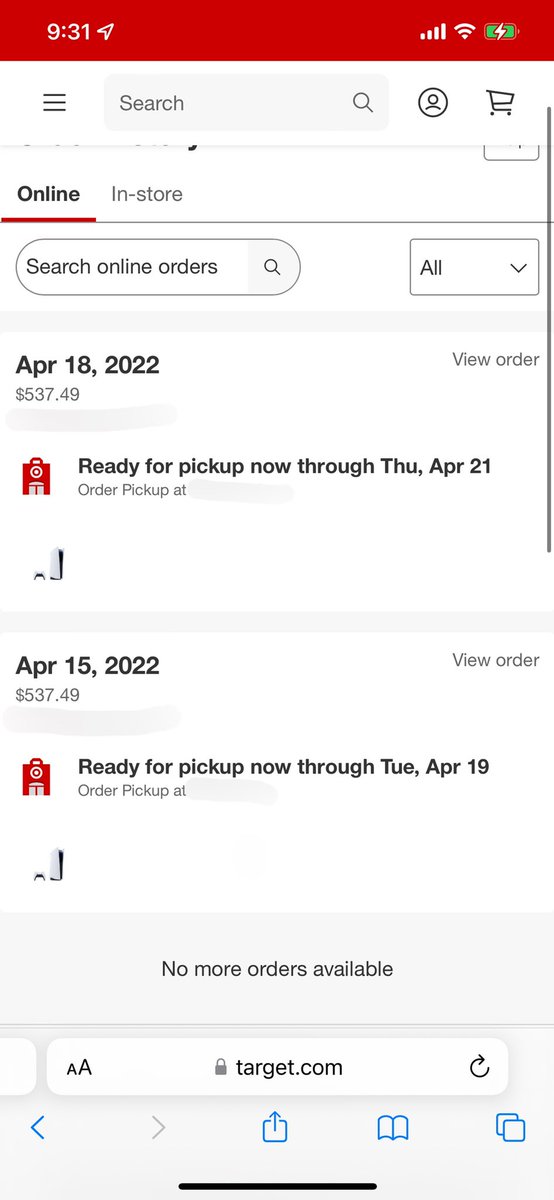 9:31
Search
Online
In-store
Search online orders
All
Apr 18, 2022
View order
$537.49
Ready for pickup now through Thu, Apr 21
Order Pickup at
Apr 15, 2022
View order
$537.49
Ready for pickup now through Tue, Apr 19
Order Pickup at
No more orders available
AA
target.com